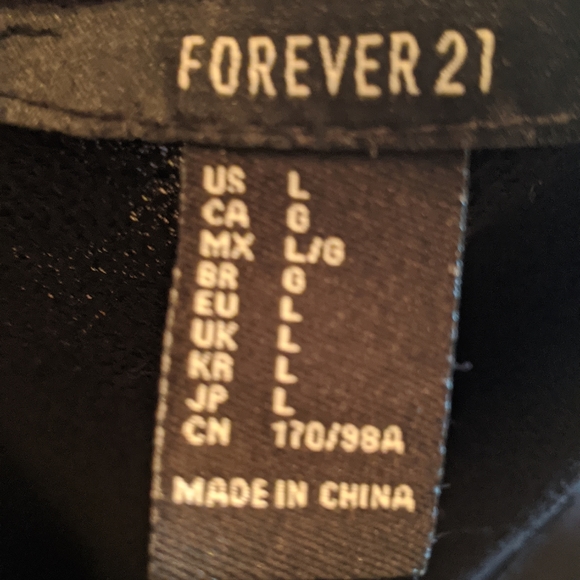 FOREVER 21
US L
CA G
MX L/G
BR G
EU L
UK L
KR L
JP L
CN 170/98A
MADE IN CHINA